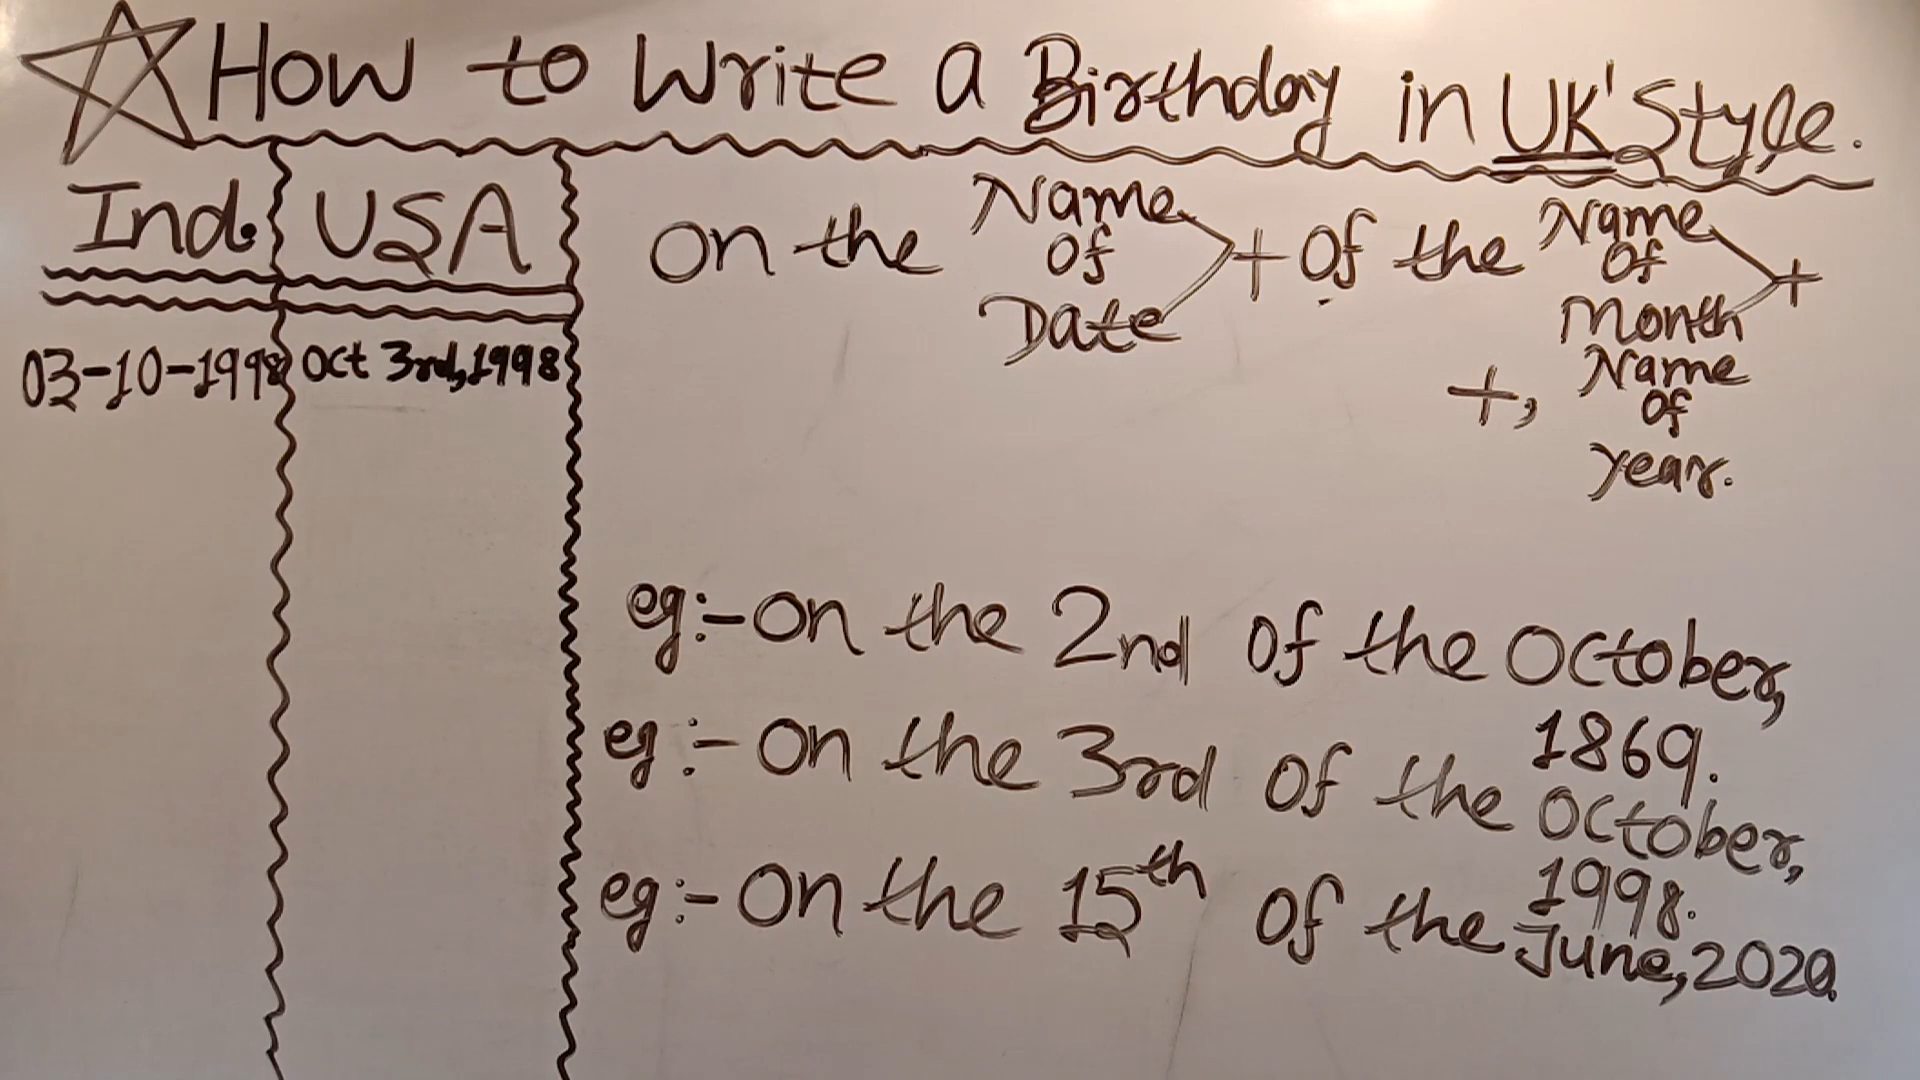 How to Write a Birthday in UK' Style.
Ind. USA
03-10-1998 Oct 3rd,1998
on the Name of Date + of the Name of Month +
+, Name of year.
eg:- on the 2nd of the October, 1869.
eg:- on the 3rd of the October, 1998.
eg:- on the 15th of the June, 2020.